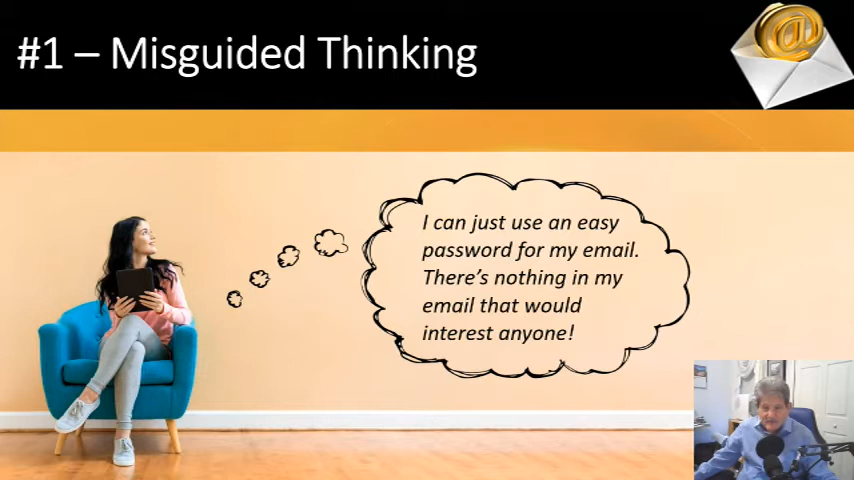 #1 – Misguided Thinking
I can just use an easy
password for my email.
There's nothing in my
email that would
interest anyone!